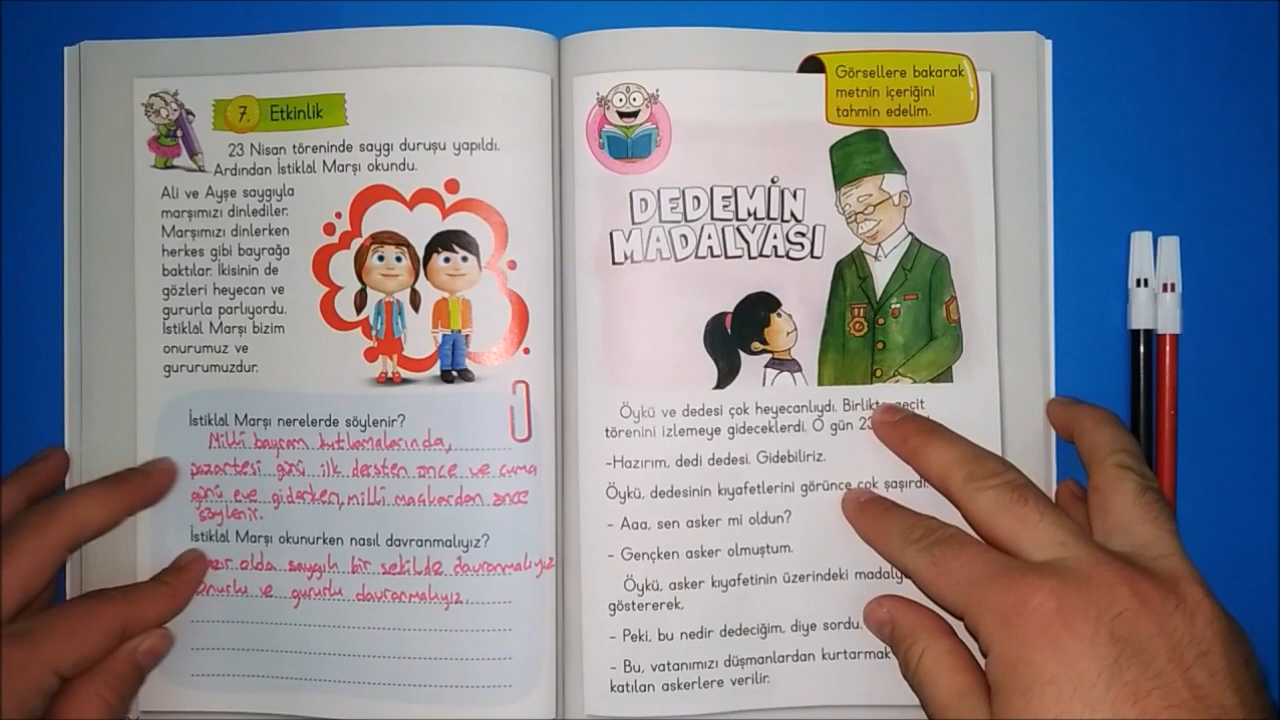 7. Etkinlik
23 Nisan töreninde saygı duruşu yapıldı.
Ardından İstiklâl Marşı okundu.
Ali ve Ayşe saygıyla
marşımızı dinlediler.
Marşımızı dinlerken
herkes gibi bayrağa
baktılar. İkisinin de
gözleri heyecan ve
gururla parlıyordu.
İstiklâl Marşı bizim
onurumuz ve
gururumuzdur.
İstiklâl Marşı nerelerde söylenir?
Milli bayram kutlamalarında,
pazartesi günü ilk dersten önce ve cuma
günü eve giderken, milli maçlardan önce
söylenir.
İstiklâl Marşı okunurken nasıl davranmalıyız?
olda saygılı bir şekilde davranmalıyız
Onurlu ve gururlu davranmalıyız.
Görsellere bakarak
metnin içeriğini
tahmin edelim.
DEDEMİN
MADALYASI
Öykü ve dedesi çok heyecanlıydı. Birlikte geçit
törenini izlemeye gideceklerdi. O gün 23
-Hazırım, dedi dedesi. Gidebiliriz.
Öykü, dedesinin kıyafetlerini görünce çok şaşırdı.
- Aaa, sen asker mi oldun?
- Gençken asker olmuştum.
Öykü, asker kıyafetinin üzerindeki
göstererek,
- Peki, bu nedir dedeciğim, diye sordu.
- Bu, vatanımızı düşmanlardan kurtarmak
katılan askerlere verilir.